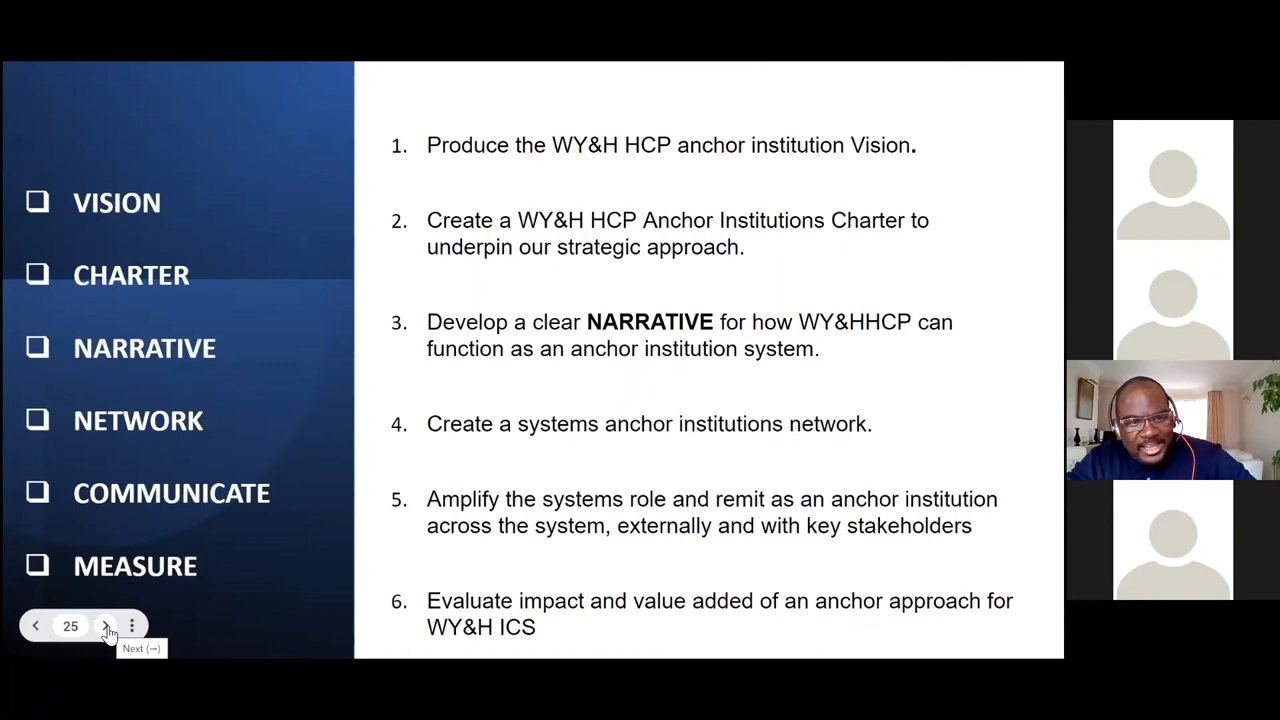 VISION
CHARTER
NARRATIVE
NETWORK
COMMUNICATE
MEASURE
1. Produce the WY&H HCP anchor institution Vision.
2. Create a WY&H HCP Anchor Institutions Charter to
underpin our strategic approach.
3. Develop a clear NARRATIVE for how WY&HHCP can
function as an anchor institution system.
4. Create a systems anchor institutions network.
5. Amplify the systems role and remit as an anchor institution
across the system, externally and with key stakeholders
6. Evaluate impact and value added of an anchor approach for
WY&H ICS
25
Next (→)